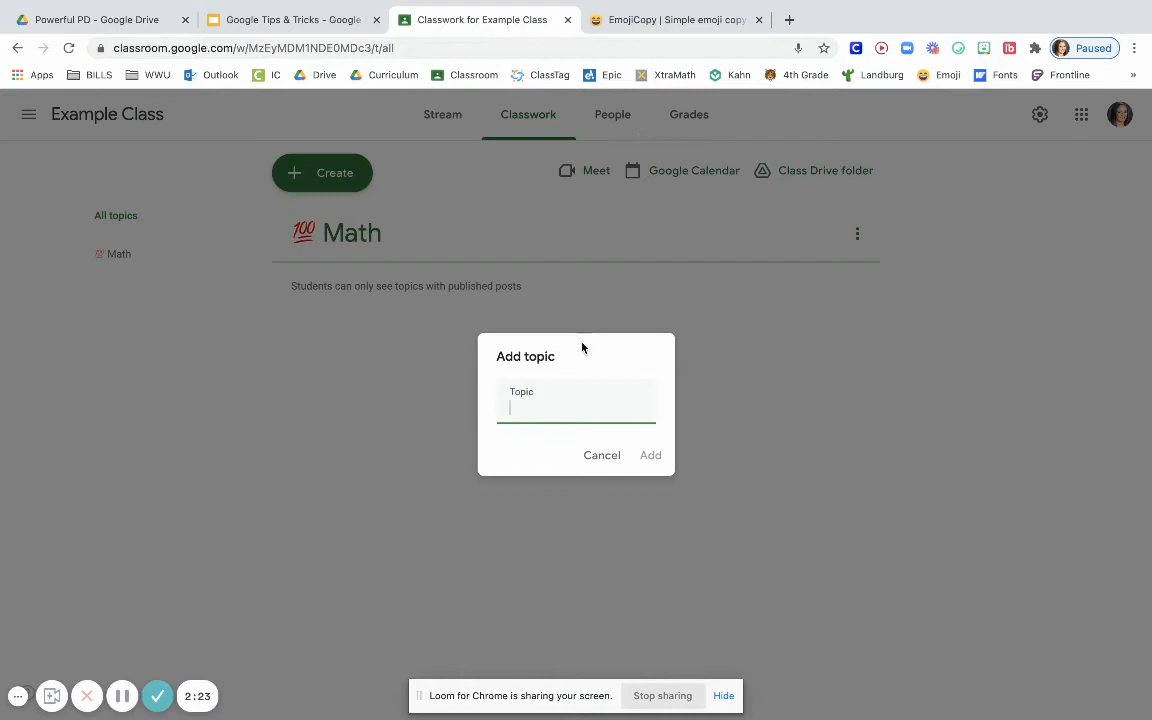 Powerful PD - Google Drive
Google Tips & Tricks - Google
Classwork for Example Class
EmojiCopy | Simple emoji copy
classroom.google.com/w/MzEyMDM1NDE0MDc3/t/all
Paused
Apps
BILLS
WWU
Outlook
IC
Drive
Curriculum
Classroom
ClassTag
Epic
XtraMath
Kahn
4th Grade
Landburg
Emoji
Fonts
Frontline
»
Example Class
Stream
Classwork
People
Grades
Create
Meet
Google Calendar
Class Drive folder
All topics
💯 Math
💯 Math
Students can only see topics with published posts
Add topic
Topic
Cancel
Add
2:23
Loom for Chrome is sharing your screen.
Stop sharing
Hide